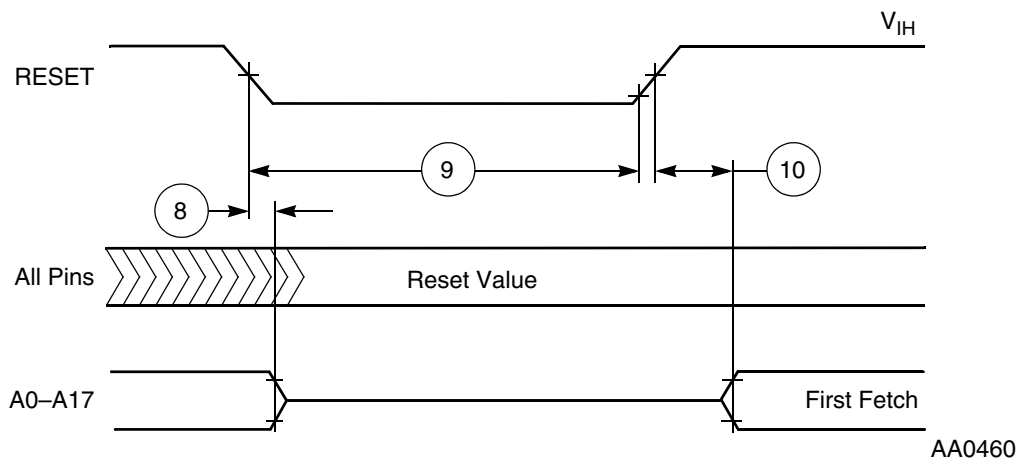 V_IH
RESET
9
10
8
All Pins
Reset Value
A0–A17
First Fetch
AA0460